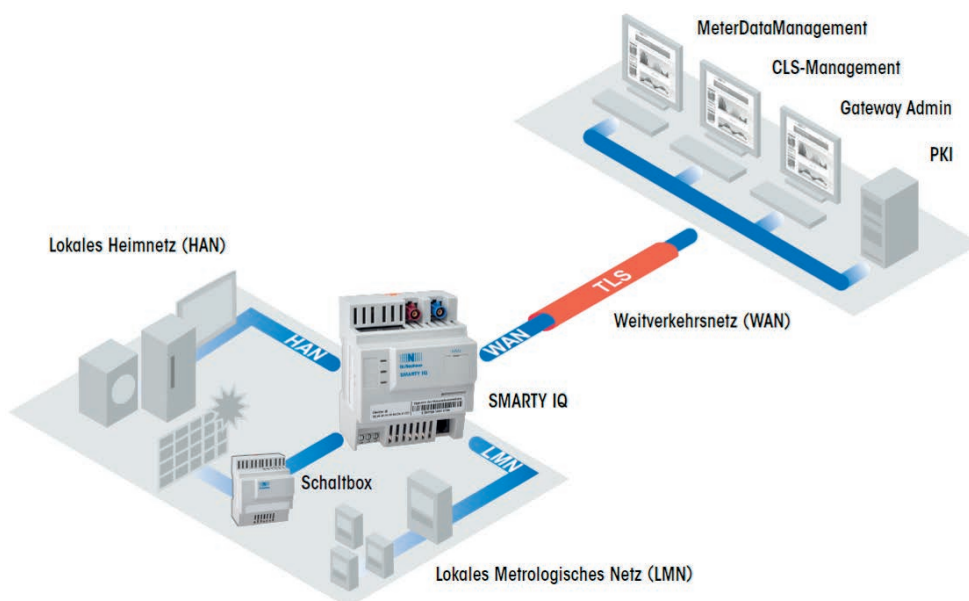 MeterDataManagement
CLS-Management
Gateway Admin
PKI
Lokales Heimnetz (HAN)
HAN
TLS
WAN
Weitverkehrsnetz (WAN)
SMARTY IQ
SMARTY IQ
LMN
Schaltbox
Lokales Metrologisches Netz (LMN)